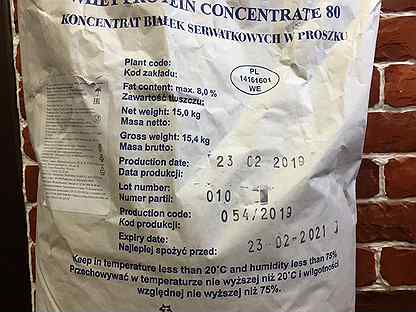 WHEY PROTEIN CONCENTRATE 80
KONCENTRAT BIAŁEK SERWATKOWYCH W PROSZKU
Plant code:
Kod zakładu:
PL
14161601
WE
Fat content: max. 8,0 %
Zawartość tłuszczu:
Net weight: 15,0 kg
Masa netto:
Gross weight: 15,4 kg
Masa brutto:
Production date: 23 02 2019
Data produkcji:
Lot number: 010
Numer partii:
Production code: 054/2019
Kod produkcji:
Expiry date: 23-02-2021
Najlepiej spożyć przed:
Keep in temperature less than 20°C and humidity less than 75%
Przechowywać w temperaturze nie wyższej niż 20°C i wilgotności
względnej nie wyższej niż 75%.